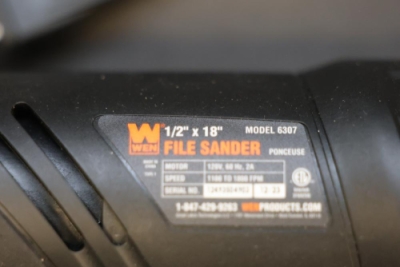 1/2" x 18" MODEL 6307
WEN FILE SANDER PONCEUSE
MOTOR 120V, 60 Hz, 2A
SPEED 1100 TO 1800 FPM
SERIAL NO.
1-847-429-9263 WENPRODUCTS.COM